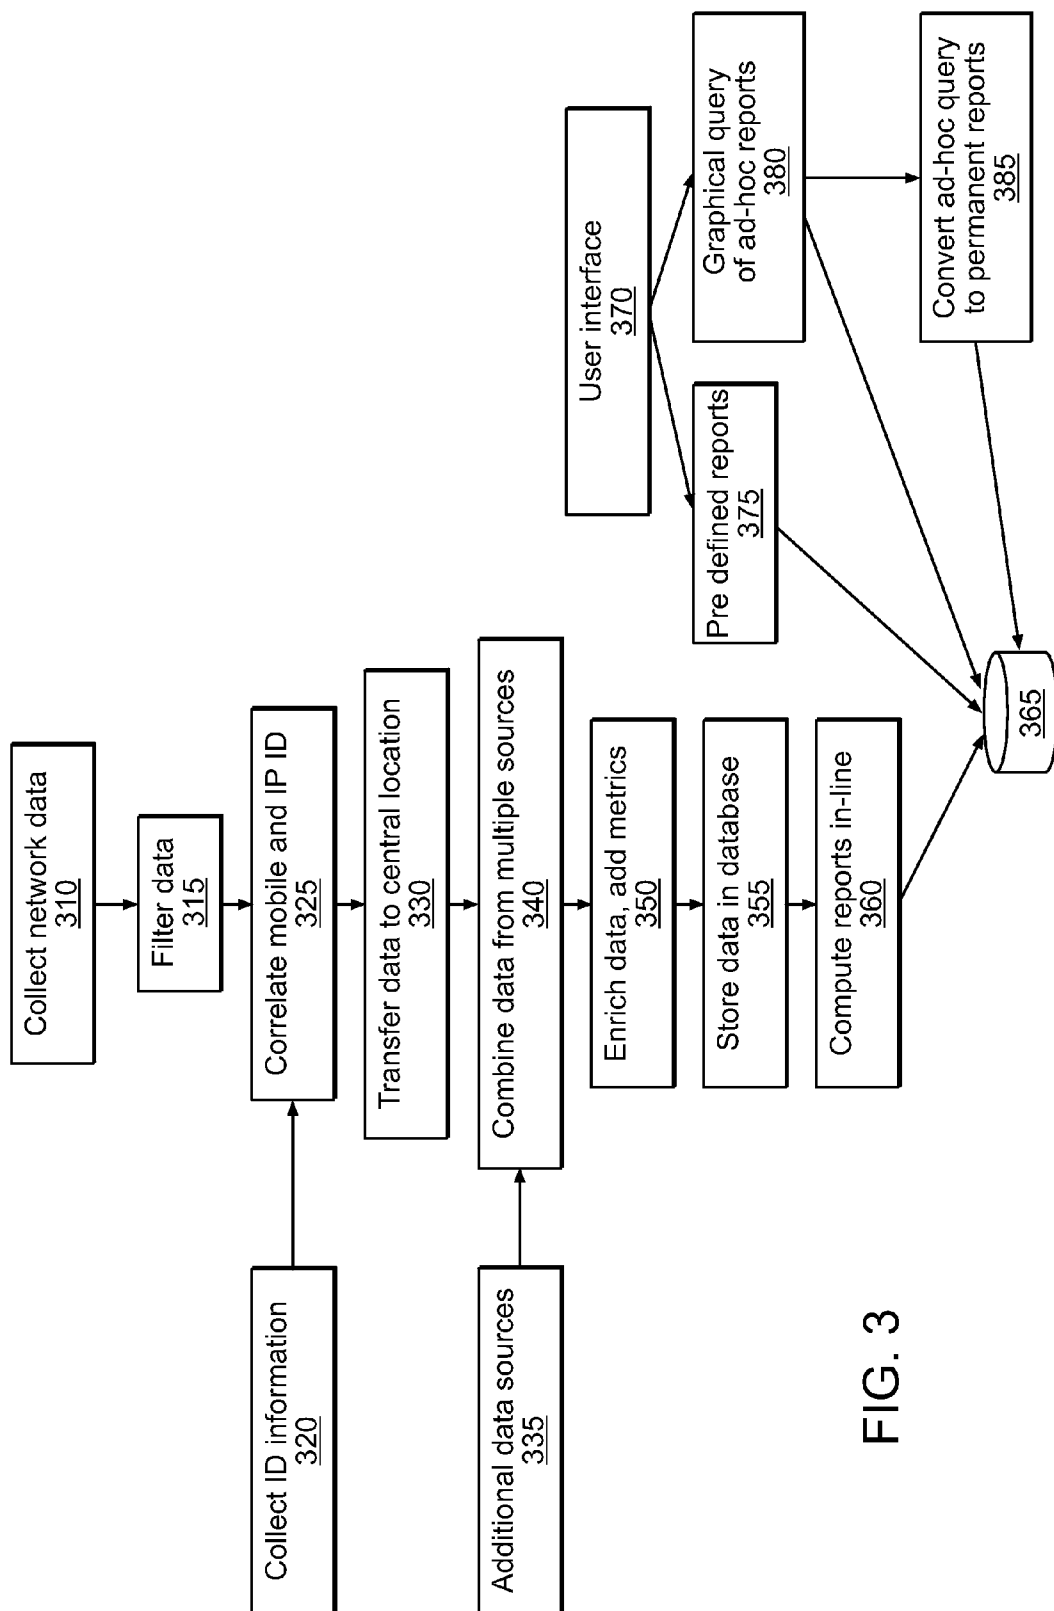 Collect network data
310
Filter data
315
Collect ID information
320
Correlate mobile and IP ID
325
Transfer data to central location
330
Additional data sources
335
Combine data from multiple sources
340
Enrich data, add metrics
350
Store data in database
355
Compute reports in-line
360
365
User interface
370
Pre defined reports
375
Graphical query
of ad-hoc reports
380
Convert ad-hoc query
to permanent reports
385
FIG. 3